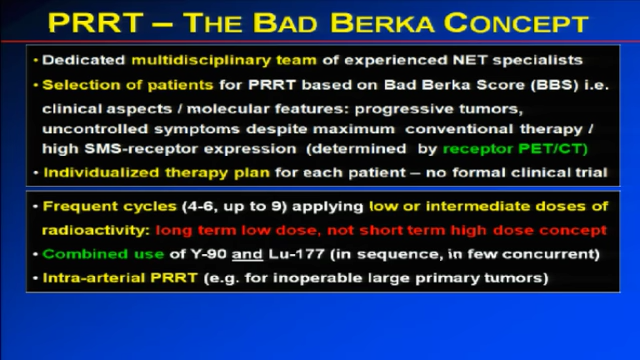 PRRT – THE BAD BERKA CONCEPT
• Dedicated multidisciplinary team of experienced NET specialists
• Selection of patients for PRRT based on Bad Berka Score (BBS) i.e.
clinical aspects / molecular features: progressive tumors,
uncontrolled symptoms despite maximum conventional therapy /
high SMS-receptor expression (determined by receptor PET/CT)
• Individualized therapy plan for each patient – no formal clinical trial
• Frequent cycles (4-6, up to 9) applying low or intermediate doses of
radioactivity: long term low dose, not short term high dose concept
• Combined use of Y-90 and Lu-177 (in sequence, in few concurrent)
• Intra-arterial PRRT (e.g. for inoperable large primary tumors)